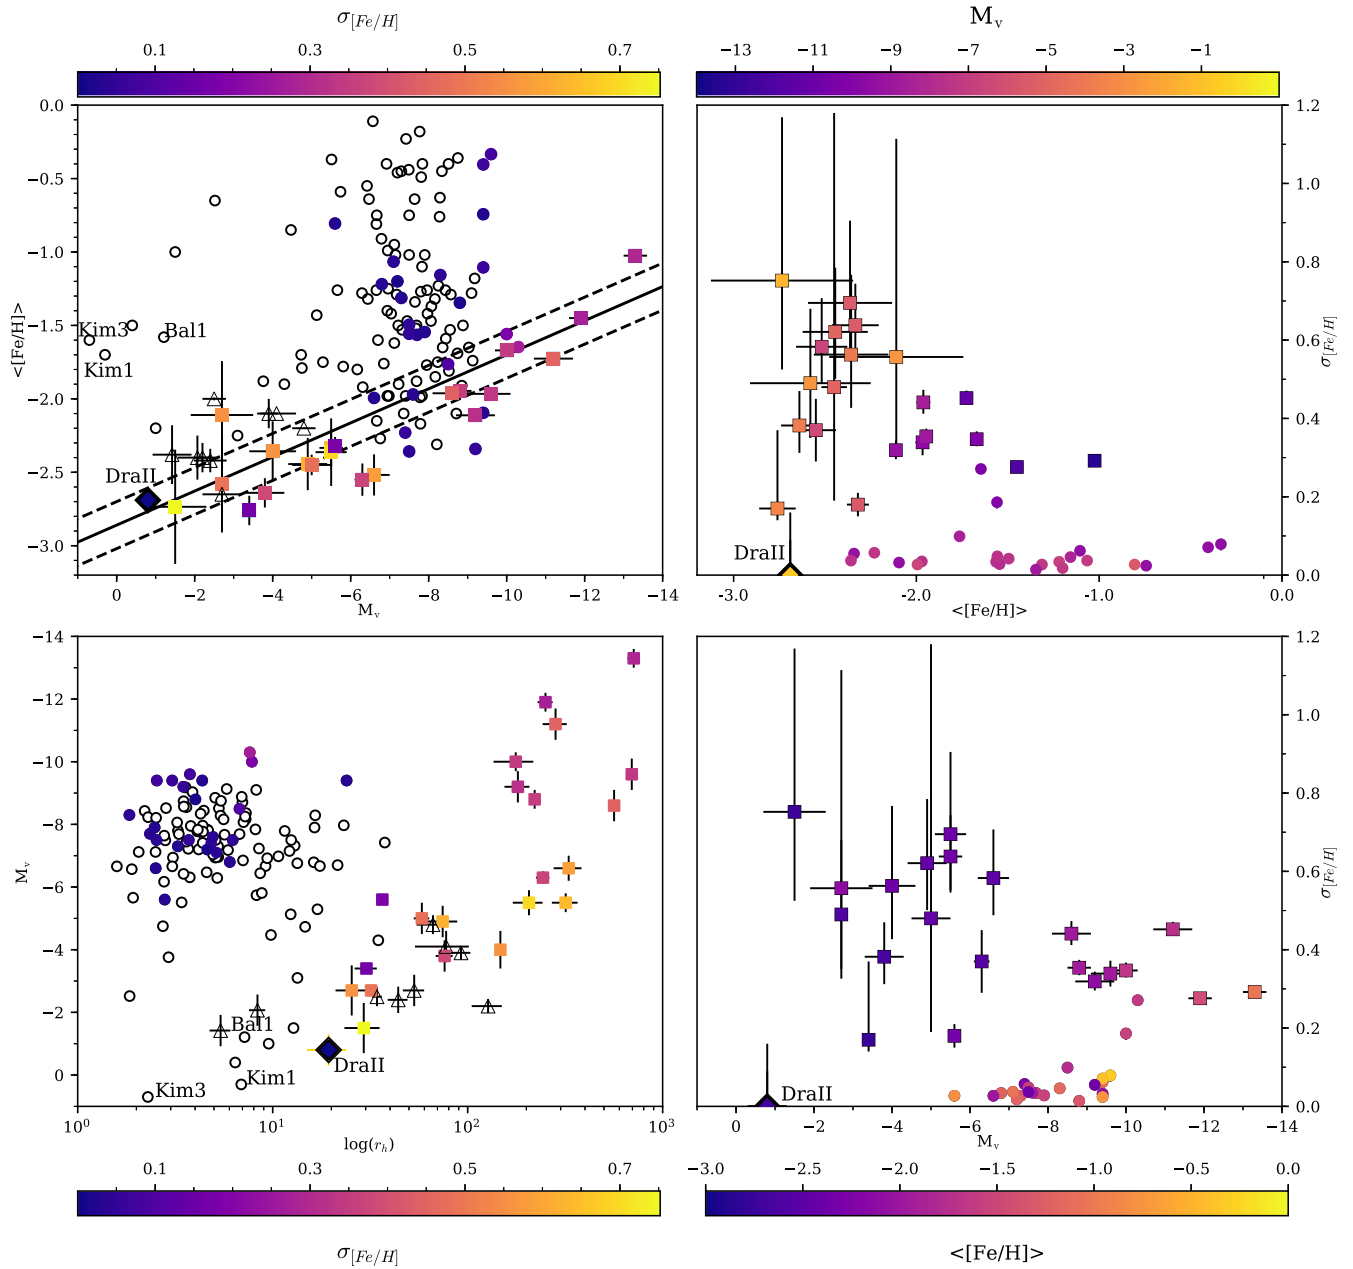 σ[Fe/H]
0.1 0.3 0.5 0.7
M_v
−13 −11 −9 −7 −5 −3 −1
0.0
−0.5
−1.0
−1.5
−2.0
−2.5
−3.0
<[Fe/H]>
Kim3
Bal1
Kim1
DraII
0 −2 −4 −6 −8 −10 −12 −14
M_v
1.2
1.0
0.8
0.6
0.4
0.2
0.0
σ[Fe/H]
DraII
−3.0 −2.0 −1.0 0.0
<[Fe/H]>
−14
−12
−10
−8
−6
−4
−2
0
M_v
Bal1
DraII
Kim1
Kim3
10^0 10^1 10^2 10^3
log(r_h)
1.2
1.0
0.8
0.6
0.4
0.2
0.0
σ[Fe/H]
DraII
0 −2 −4 −6 −8 −10 −12 −14
M_v
0.1 0.3 0.5 0.7
σ[Fe/H]
−3.0 −2.5 −2.0 −1.5 −1.0 −0.5 0.0
<[Fe/H]>